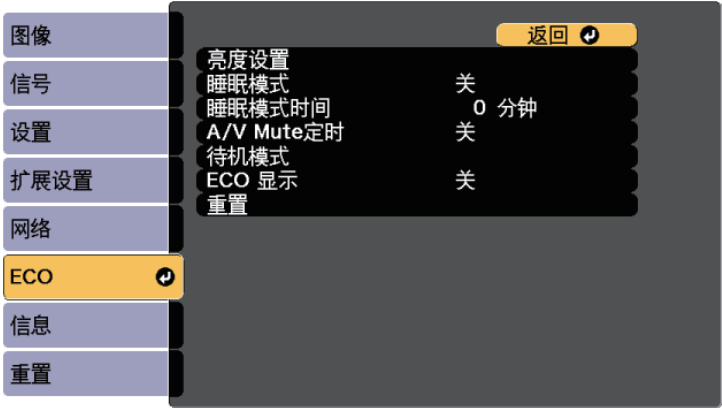 图像
信号
设置
扩展设置
网络
ECO
信息
重置
返回
亮度设置
睡眠模式 关
睡眠模式时间 0 分钟
A/V Mute定时 关
待机模式
ECO 显示 关
重置